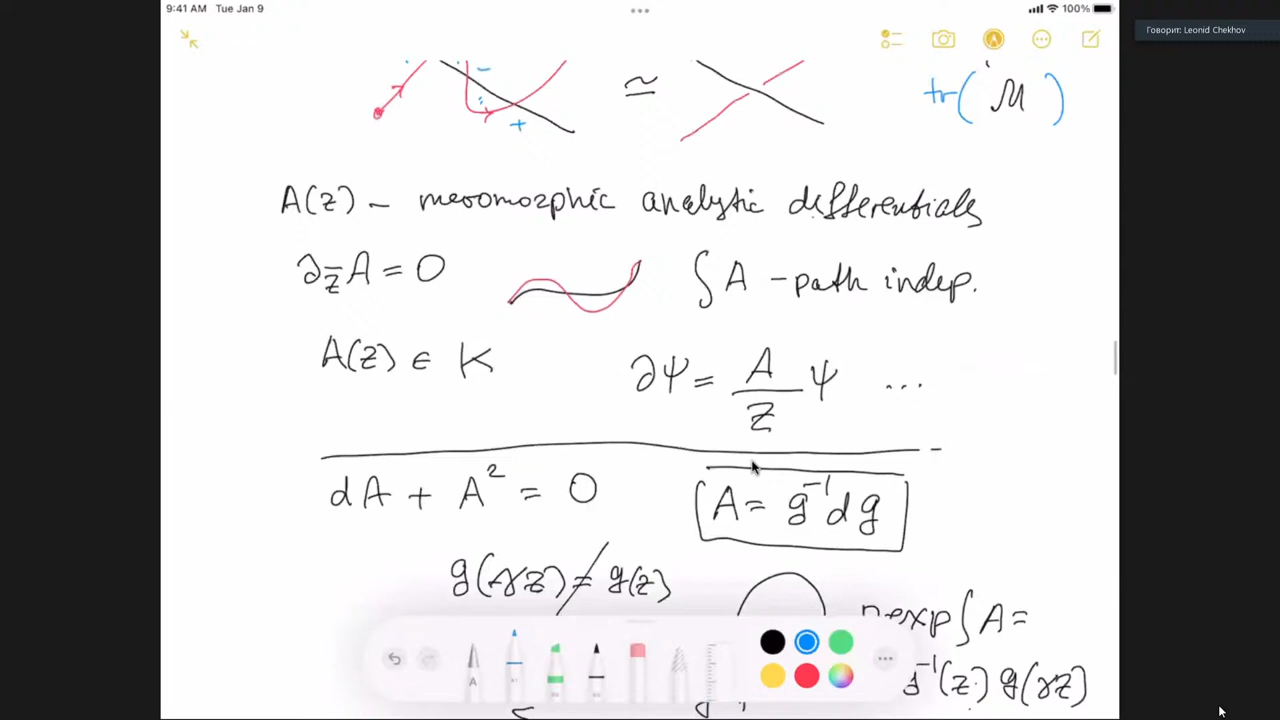 9:41 AM Tue Jan 9
100%
Говорит: Leonid Chekhov
− + ≃ tr( M )
A(z) – meromorphic analytic differentials
∂_z̄ A = 0 ∫ A – path indep.
A(z) ∈ K ∂Ψ = A/z Ψ ...
dA + A² = 0 A = g⁻¹dg
g(γz) ≠ g(z)
exp ∫ A =
g⁻¹(z) g(γz)